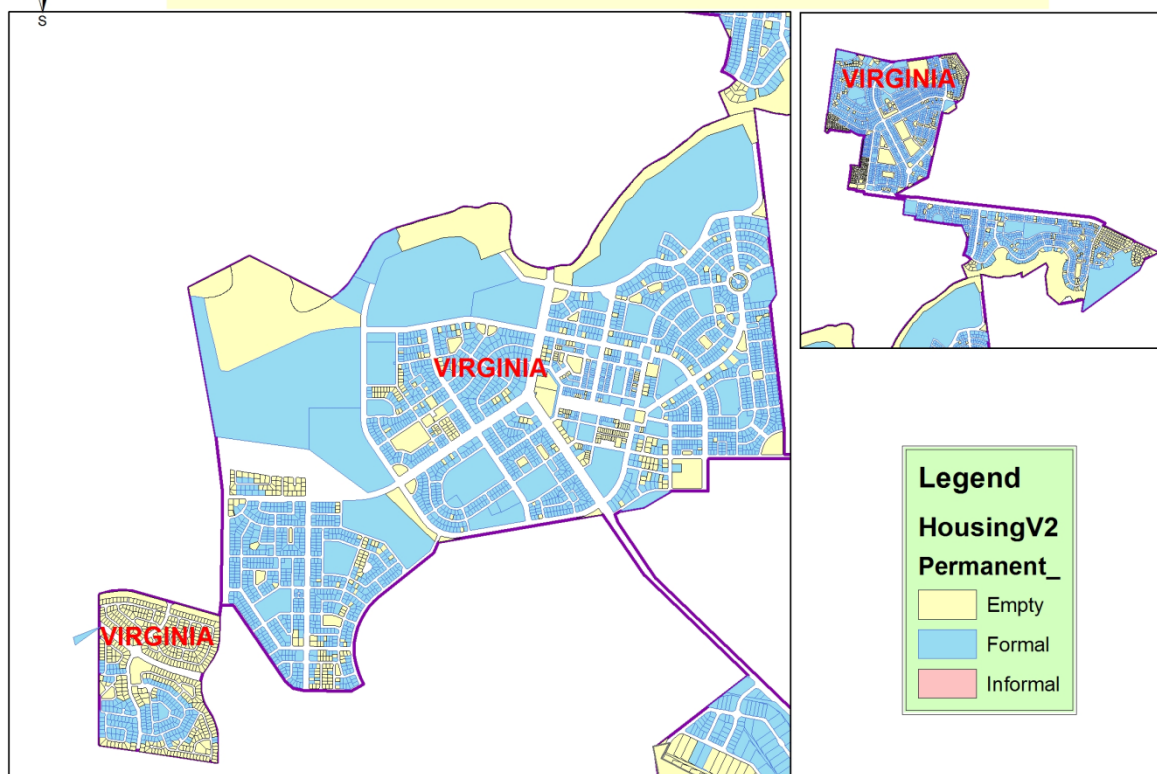 S
VIRGINIA
VIRGINIA
VIRGINIA
VIRGINIA
Legend
HousingV2
Permanent_
Empty
Formal
Informal